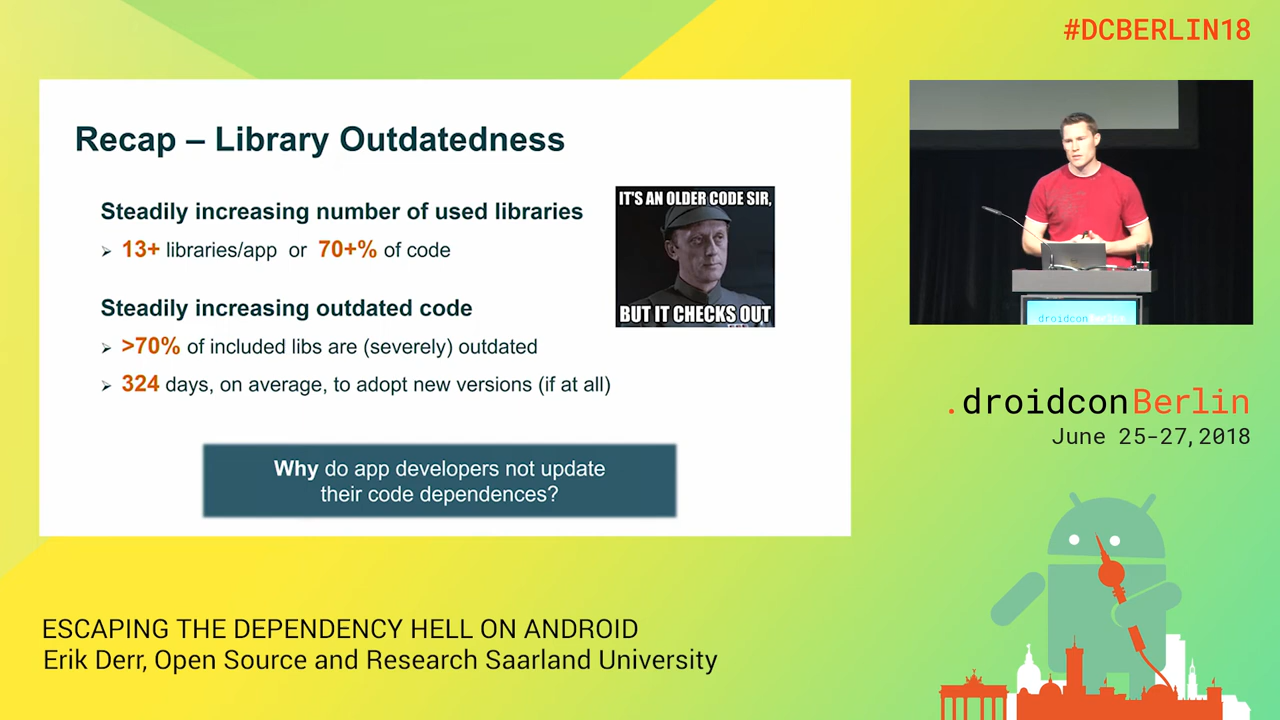 #DCBERLIN18
Recap – Library Outdatedness
Steadily increasing number of used libraries
➢ 13+ libraries/app or 70+% of code
Steadily increasing outdated code
➢ >70% of included libs are (severely) outdated
➢ 324 days, on average, to adopt new versions (if at all)
IT'S AN OLDER CODE SIR,
BUT IT CHECKS OUT
Why do app developers not update
their code dependences?
droidcon Berlin
.droidconBerlin
June 25-27, 2018
ESCAPING THE DEPENDENCY HELL ON ANDROID
Erik Derr, Open Source and Research Saarland University